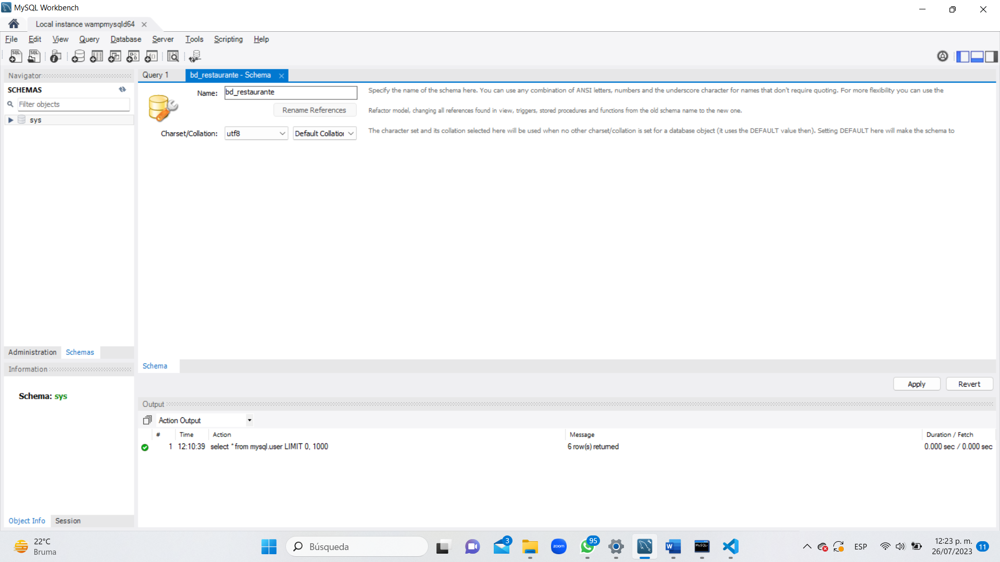 MySQL Workbench
Local instance wampmysqld64
File Edit View Query Database Server Tools Scripting Help
Navigator
SCHEMAS
Filter objects
sys
Query 1
bd_restaurante - Schema
Name: bd_restaurante
Specify the name of the schema here. You can use any combination of ANSI letters, numbers and the underscore character for names that don't require quoting. For more flexibility you can use the
Rename References
Refactor model, changing all references found in view, triggers, stored procedures and functions from the old schema name to the new one.
Charset/Collation: utf8 Default Collation
The character set and its collation selected here will be used when no other charset/collation is set for a database object (it uses the DEFAULT value then). Setting DEFAULT here will make the schema to
Administration Schemas
Information
Schema: sys
Object Info Session
Schema
Apply Revert
Output
Action Output
# Time Action Message Duration / Fetch
1 12:10:39 select * from mysql.user LIMIT 0, 1000 6 row(s) returned 0.000 sec / 0.000 sec
22°C
Bruma
Búsqueda
3
zoom
95
MySQL
ESP
12:23 p. m.
26/07/2023
11